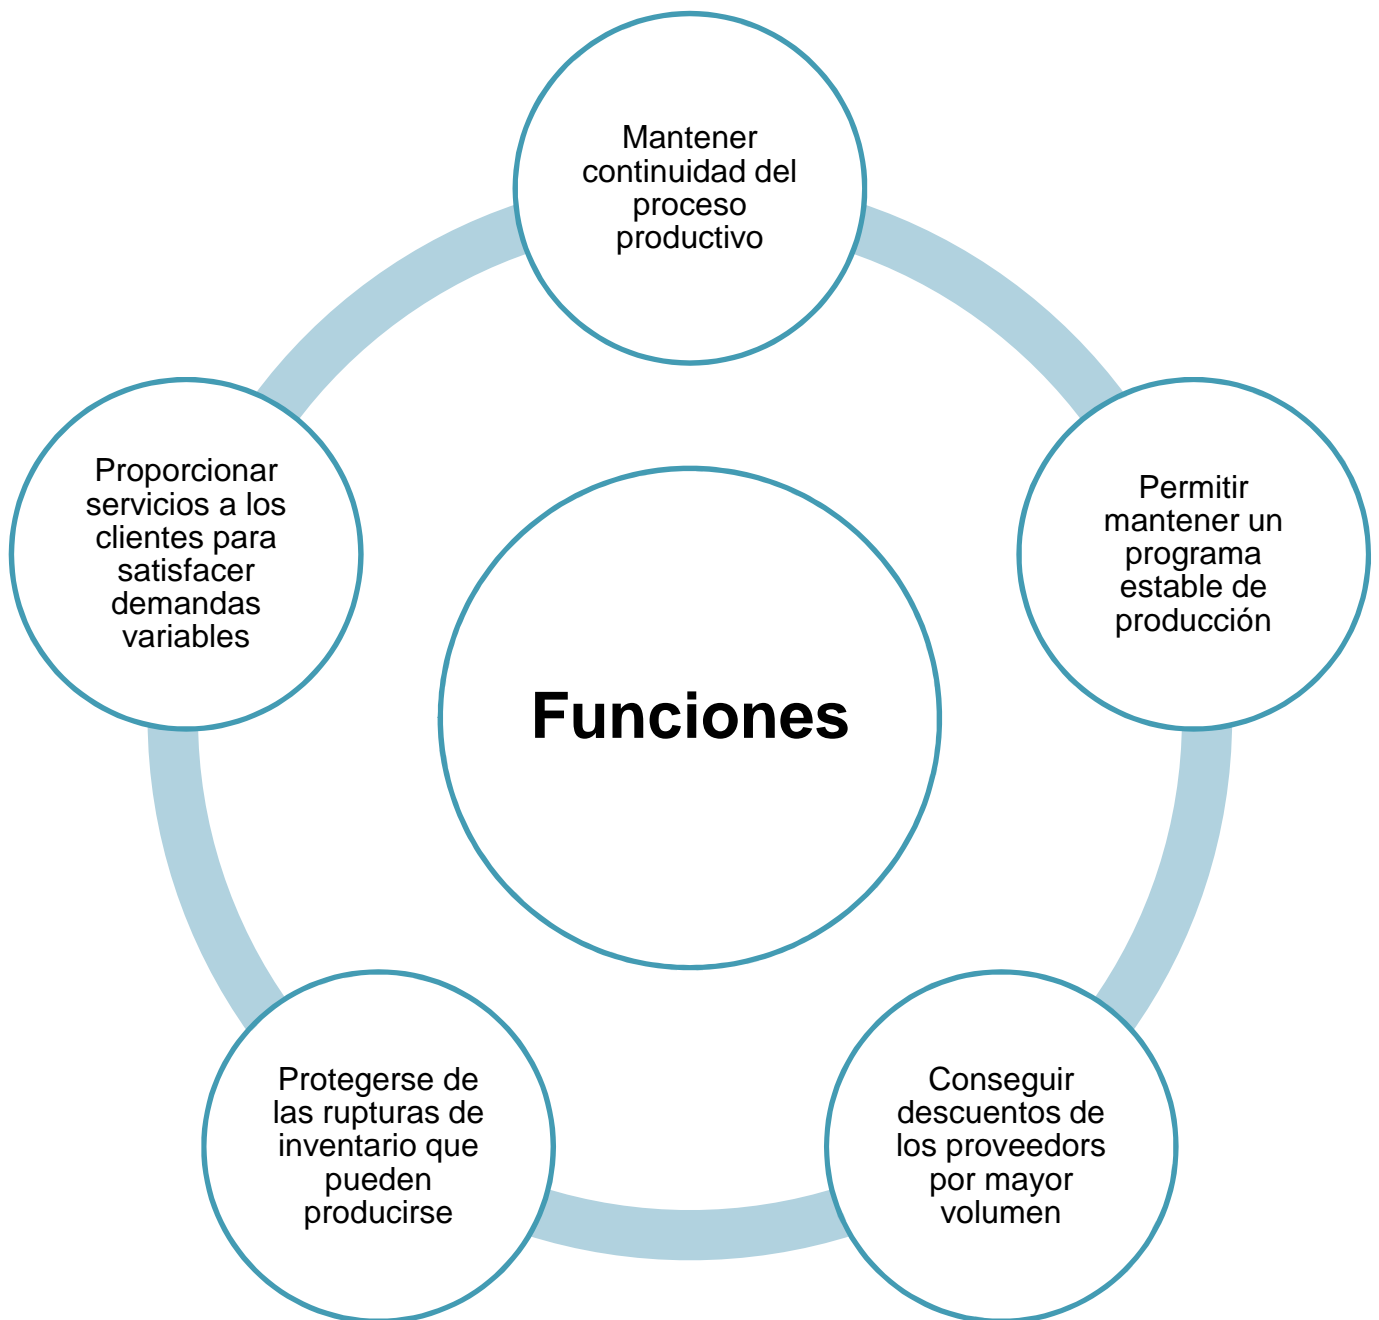 Mantener
continuidad del
proceso
productivo
Permitir
mantener un
programa
estable de
producción
Conseguir
descuentos de
los proveedors
por mayor
volumen
Protegerse de
las rupturas de
inventario que
pueden
producirse
Proporcionar
servicios a los
clientes para
satisfacer
demandas
variables
Funciones